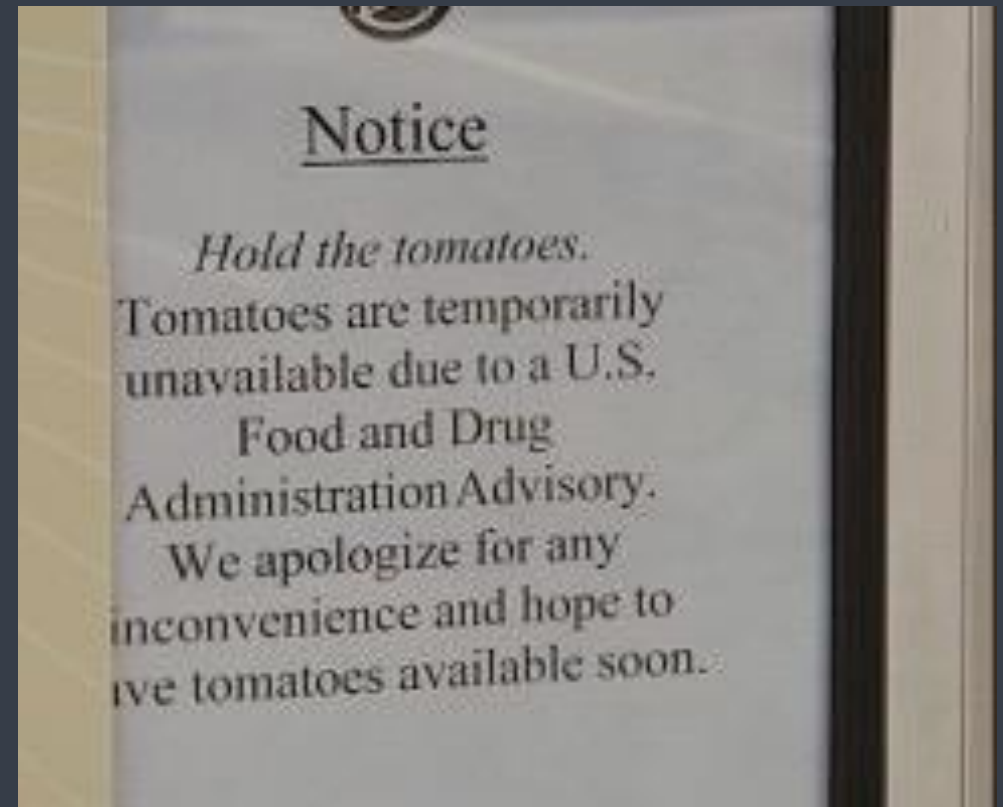 Notice
Hold the tomatoes.
Tomatoes are temporarily
unavailable due to a U.S.
Food and Drug
Administration Advisory.
We apologize for any
inconvenience and hope to
tomatoes available soon.